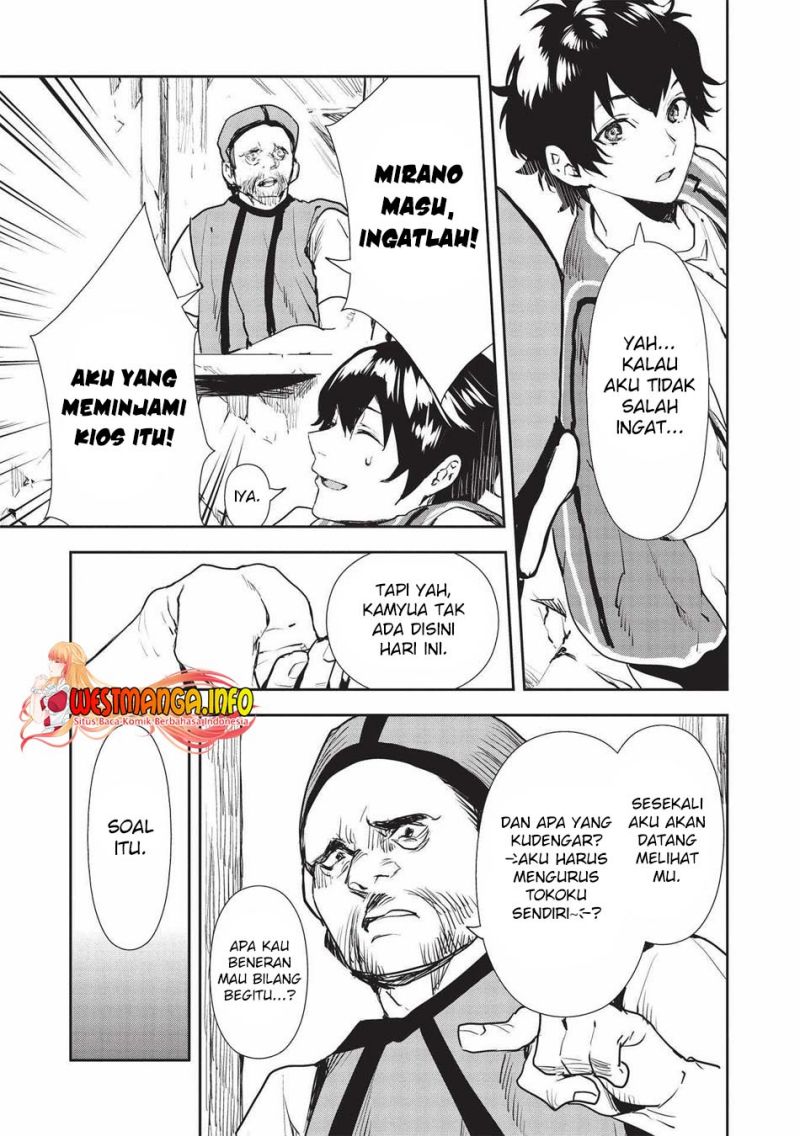 YAH...
KALAU
AKU TIDAK
SALAH
INGAT...
MIRANO
MASU,
INGATLAH!
AKU YANG
MEMINJAMI
KIOS ITU!
IYA.
TAPI YAH,
KAMYUA TAK
ADA DISINI
HARI INI.
WESTMANGA.INFO
Situs Baca Komik Berbahasa Indonesia
SESEKALI
AKU AKAN
DATANG
MELIHAT
MU.
DAN APA YANG
KUDENGAR?
-AKU HARUS
MENGURUS
TOKOKU
SENDIRI~-?
APA KAU
BENERAN
MAU BILANG
BEGITU...?
SOAL
ITU.